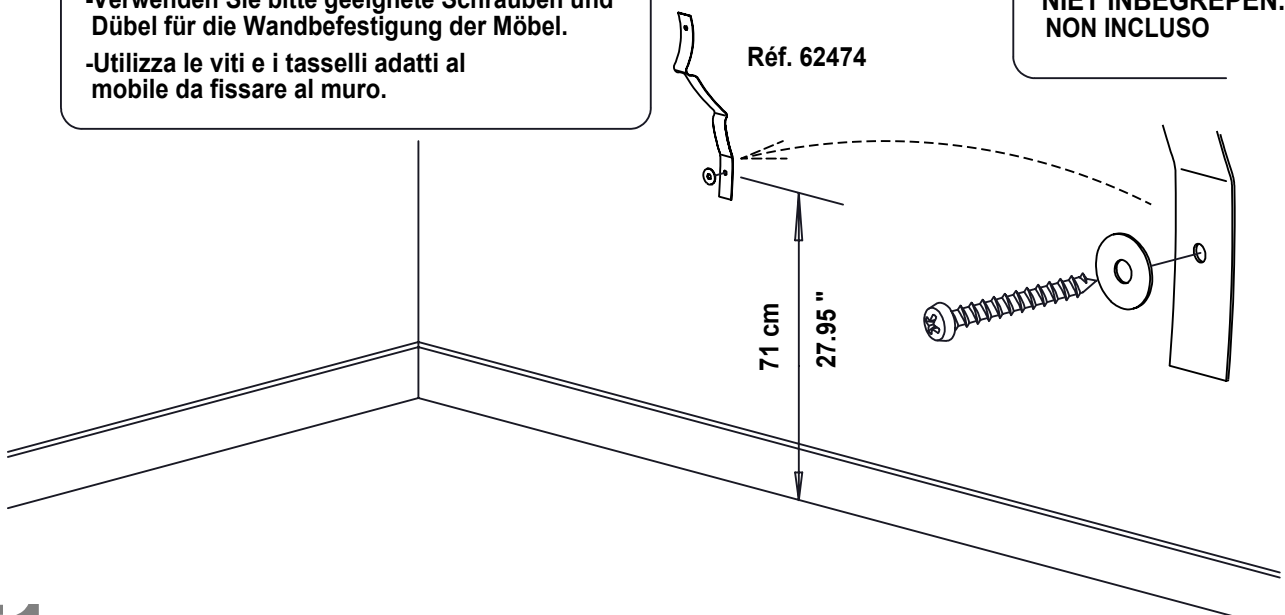 -Verwenden Sie bitte geeignete Schrauben und
Dübel für die Wandbefestigung der Möbel.
-Utilizza le viti e i tasselli adatti al
mobile da fissare al muro.
Réf. 62474
NIET INBEGREPEN.
NON INCLUSO
71 cm
27.95 "